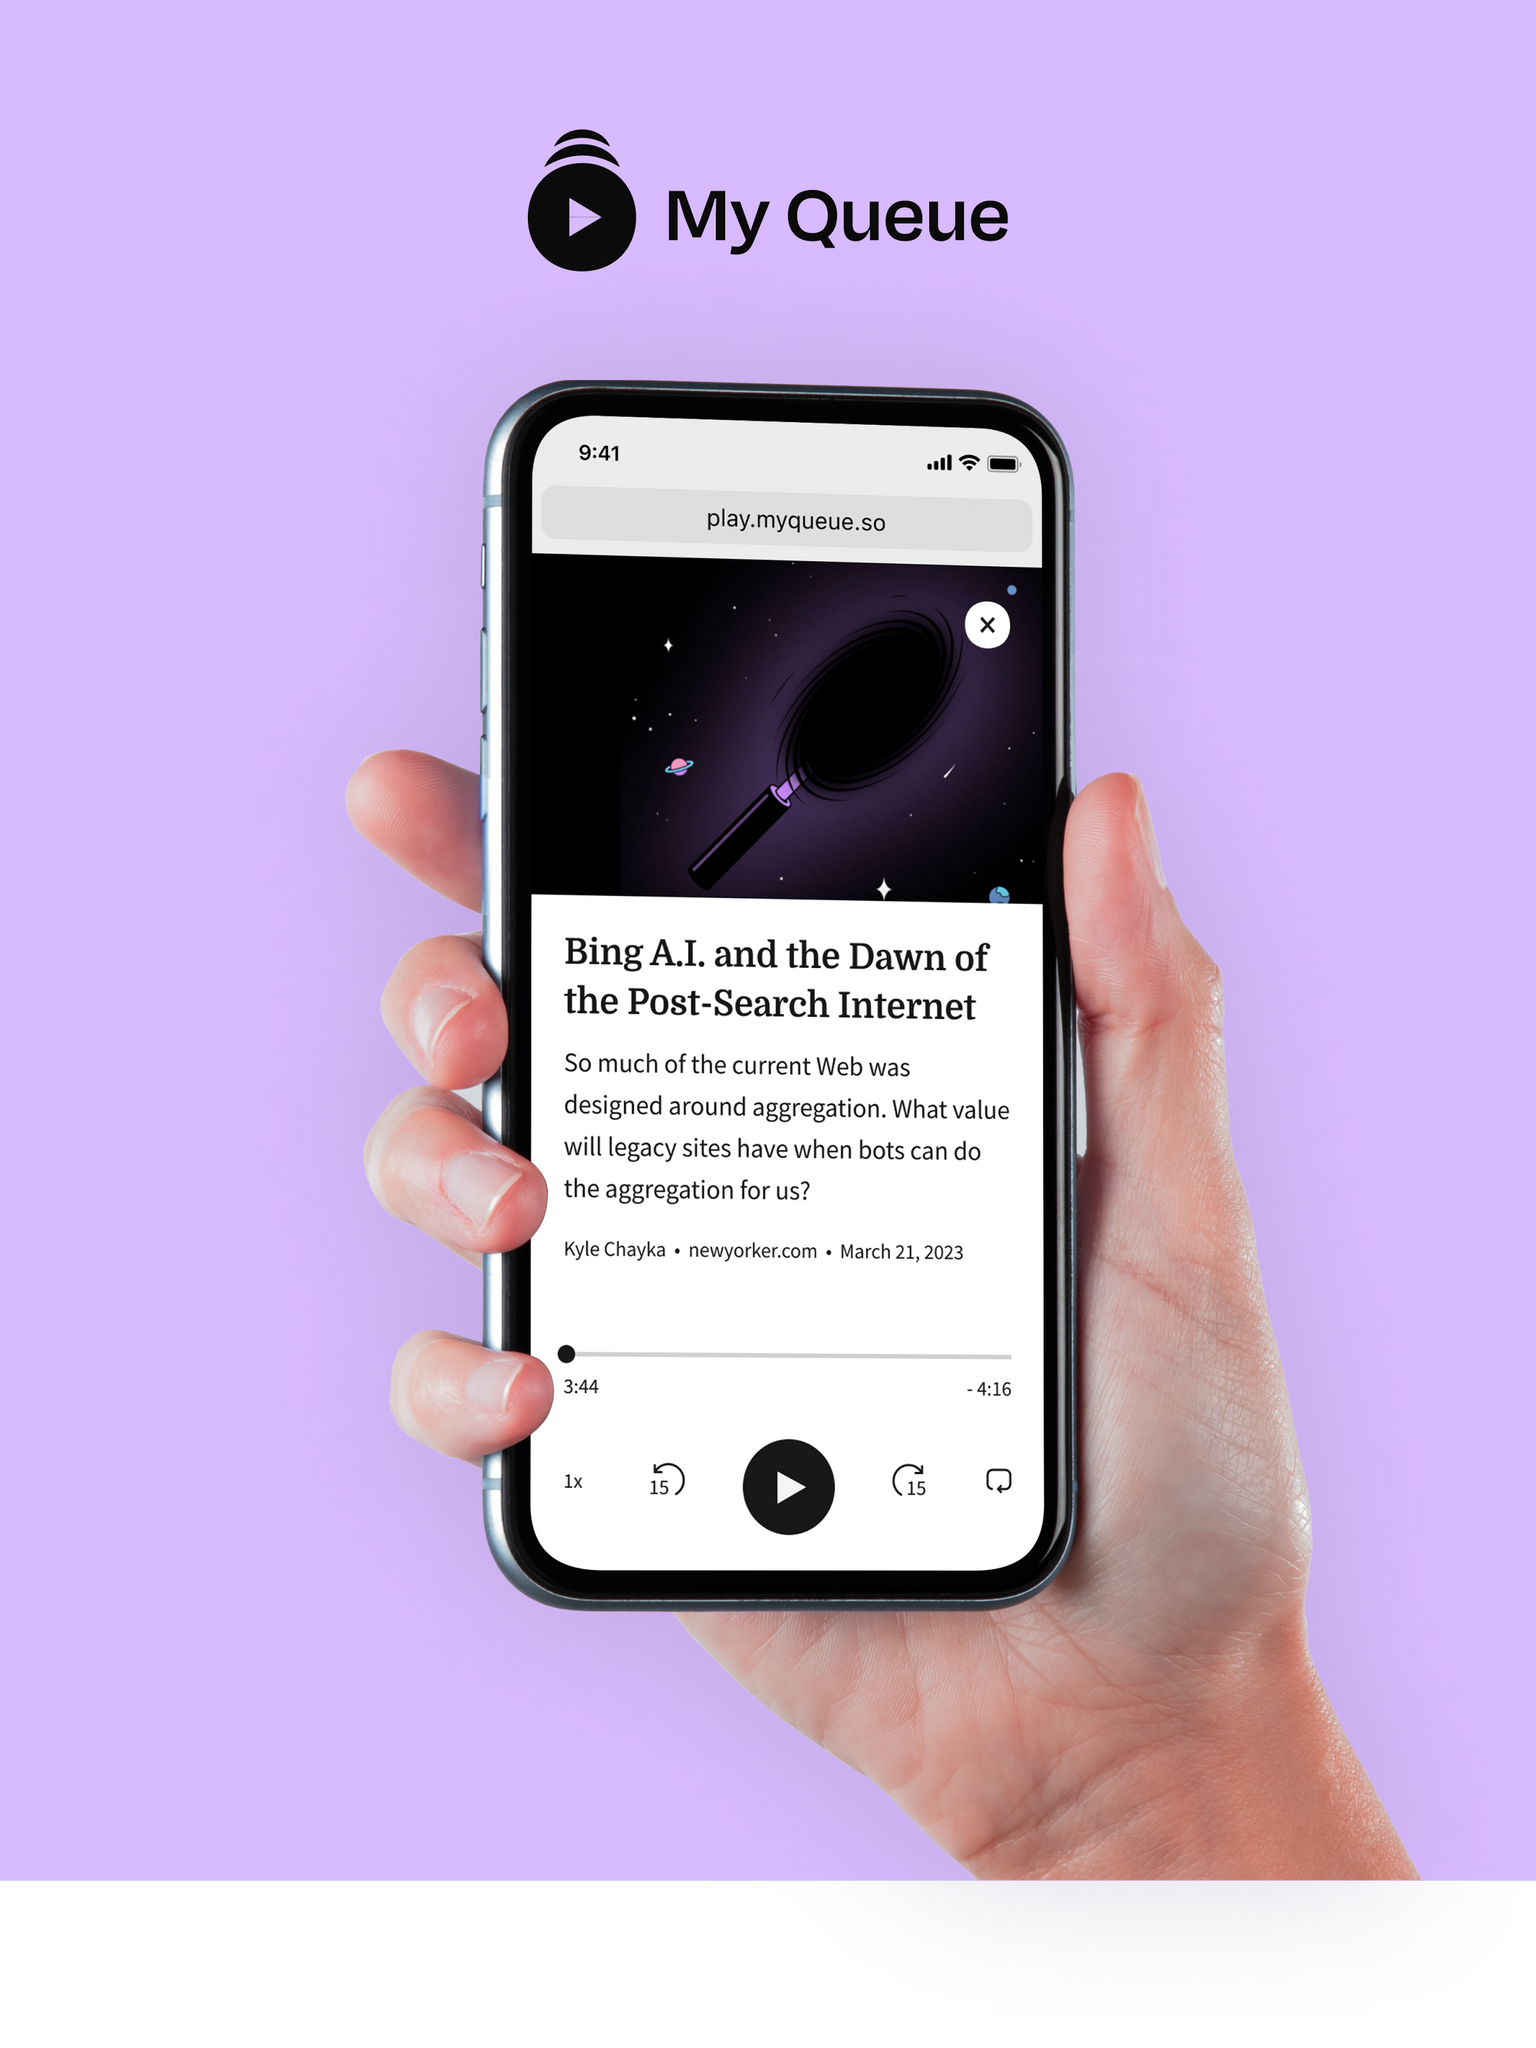 My Queue
9:41
play.myqueue.so
Bing A.I. and the Dawn of
the Post-Search Internet
So much of the current Web was
designed around aggregation. What value
will legacy sites have when bots can do
the aggregation for us?
Kyle Chayka • newyorker.com • March 21, 2023
3:44
- 4:16
1x
15
15